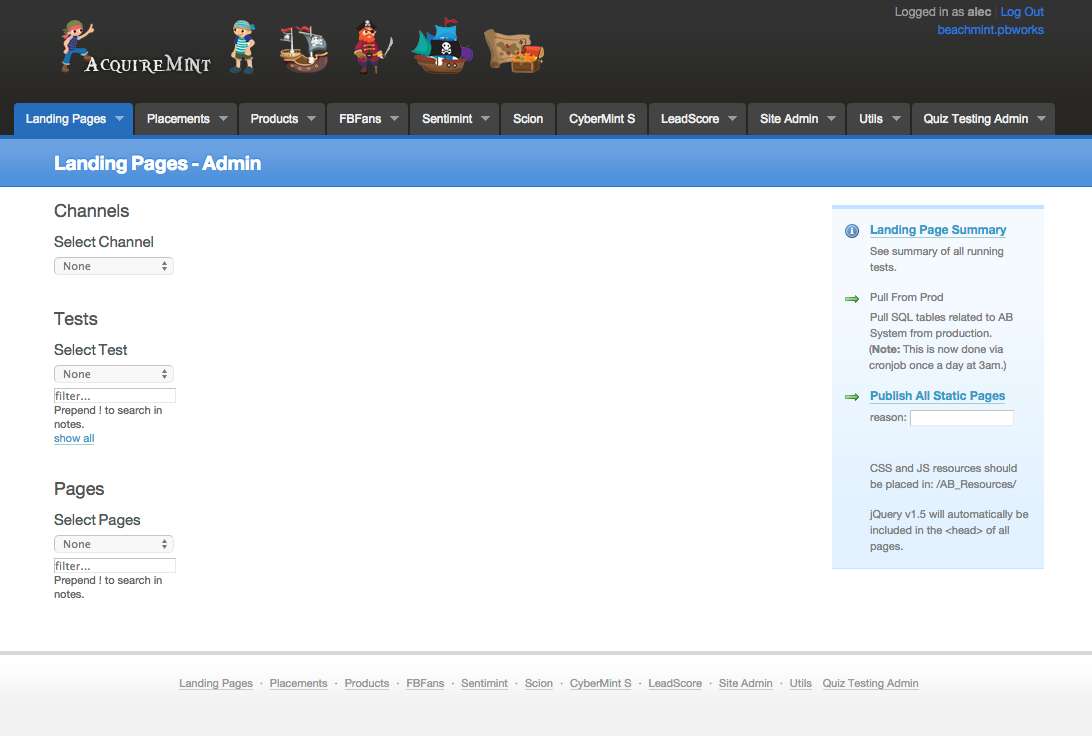 Logged in as alec | Log Out
beachmint.pbworks
AcquireMint
Landing Pages
Placements
Products
FBFans
Sentimint
Scion
CyberMint S
LeadScore
Site Admin
Utils
Quiz Testing Admin
Landing Pages - Admin
Channels
Select Channel
None
Tests
Select Test
None
filter...
Prepend ! to search in
notes.
show all
Pages
Select Pages
None
filter...
Prepend ! to search in
notes.
Landing Page Summary
See summary of all running
tests.
Pull From Prod
Pull SQL tables related to AB
System from production.
(Note: This is now done via
cronjob once a day at 3am.)
Publish All Static Pages
reason:
CSS and JS resources should
be placed in: /AB_Resources/
jQuery v1.5 will automatically be
included in the <head> of all
pages.
Landing Pages · Placements · Products · FBFans · Sentimint · Scion · CyberMint S · LeadScore · Site Admin · Utils Quiz Testing Admin